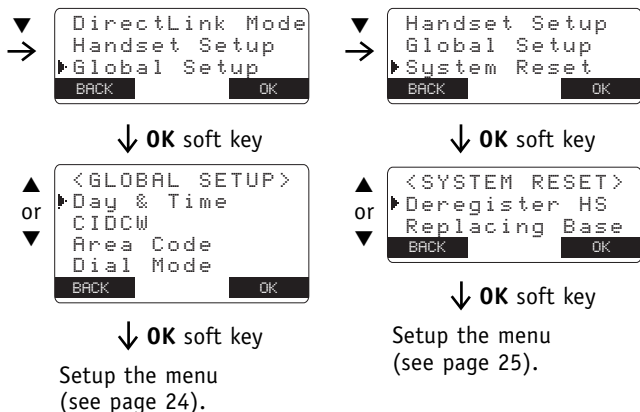 DirectLink Mode
Handset Setup
Global Setup
BACK OK
OK soft key
or
<GLOBAL SETUP>
Day & Time
CIDCW
Area Code
Dial Mode
BACK OK
OK soft key
Setup the menu
(see page 24).
Handset Setup
Global Setup
System Reset
BACK OK
OK soft key
or
<SYSTEM RESET>
Deregister HS
Replacing Base
BACK OK
OK soft key
Setup the menu
(see page 25).